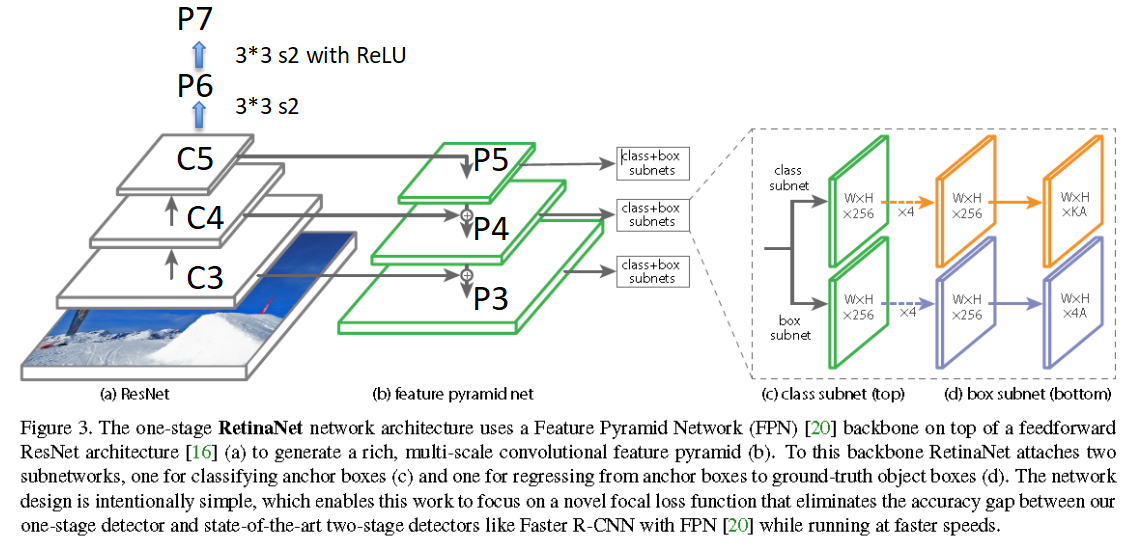 P7
3*3 s2 with ReLU
P6
3*3 s2
C5
C4
C3
P5
P4
P3
class+box
subnets
class+box
subnets
class+box
subnets
class
subnet
W×H
×256
×4
W×H
×256
W×H
×KA
box
subnet
W×H
×256
×4
W×H
×256
W×H
×4A
(a) ResNet
(b) feature pyramid net
(c) class subnet (top)
(d) box subnet (bottom)
Figure 3. The one-stage RetinaNet network architecture uses a Feature Pyramid Network (FPN) [20] backbone on top of a feedforward
ResNet architecture [16] (a) to generate a rich, multi-scale convolutional feature pyramid (b). To this backbone RetinaNet attaches two
subnetworks, one for classifying anchor boxes (c) and one for regressing from anchor boxes to ground-truth object boxes (d). The network
design is intentionally simple, which enables this work to focus on a novel focal loss function that eliminates the accuracy gap between our
one-stage detector and state-of-the-art two-stage detectors like Faster R-CNN with FPN [20] while running at faster speeds.